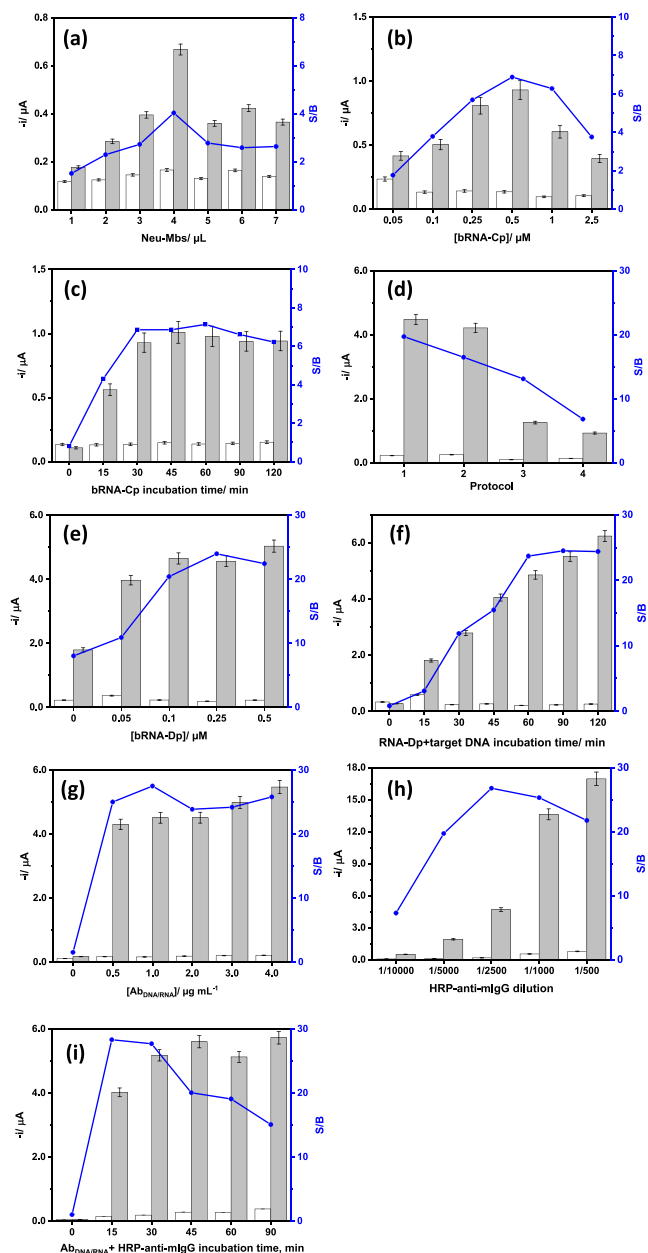 (a)
-i/ µA
0.8
0.6
0.4
0.2
0.0
1 2 3 4 5 6 7
Neu-Mbs/ µL
8
6
4
2
0
S/B
(b)
-i/ µA
1.5
1.0
0.5
0.0
0.05 0.1 0.25 0.5 1 2.5
[bRNA-Cp]/ µM
10
8
6
4
2
0
S/B
(c)
-i/ µA
1.5
1.0
0.5
0.0
0 15 30 45 60 90 120
bRNA-Cp incubation time/ min
10
8
6
4
2
0
S/B
(d)
-i/ µA
6.0
4.0
2.0
0.0
1 2 3 4
Protocol
30
20
10
0
S/B
(e)
-i/ µA
6.0
4.0
2.0
0.0
0 0.05 0.1 0.25 0.5
[bRNA-Dp]/ µM
30
20
10
0
S/B
(f)
-i/ µA
6.0
4.0
2.0
0.0
0 15 30 45 60 90 120
RNA-Dp+target DNA incubation time/ min
30
20
10
0
S/B
(g)
-i/ µA
6.0
4.0
2.0
0.0
0 0.5 1.0 2.0 3.0 4.0
[AbDNA/RNA]/ µg mL-1
30
20
10
0
S/B
(h)
-i/ µA
18.0
15.0
12.0
9.0
6.0
3.0
0.0
1/10000 1/5000 1/2500 1/1000 1/500
HRP-anti-mIgG dilution
30
20
10
0
S/B
(i)
-i/ µA
6.0
4.0
2.0
0.0
0 15 30 45 60 90
AbDNA/RNA+ HRP-anti-mIgG incubation time, min
30
20
10
0
S/B